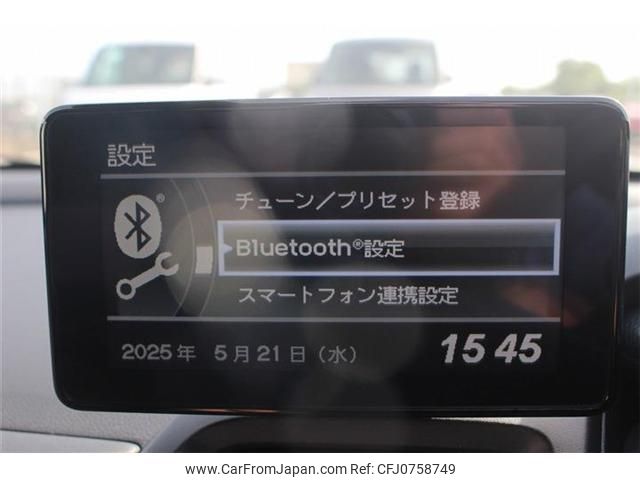 設定
チューン／プリセット登録
Bluetooth®設定
スマートフォン連携設定
2025年 5月21日（水） 15 45
www.CarFromJapan.com - CFJ0758749